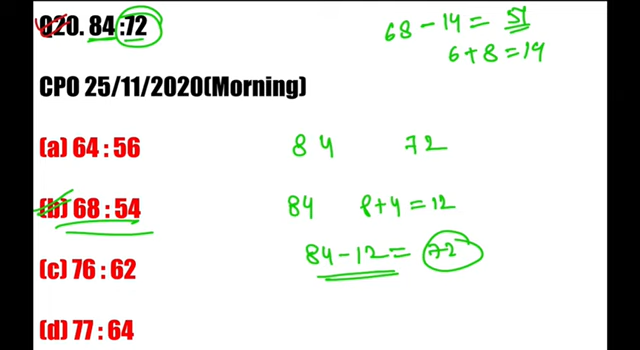 Q20. 84 :72
68 - 14 = 54
6 + 8 = 14
CPO 25/11/2020(Morning)
(a) 64 : 56
84 72
(b) 68 : 54
84 8+4 = 12
84 - 12 = 72
(c) 76 : 62
(d) 77 : 64